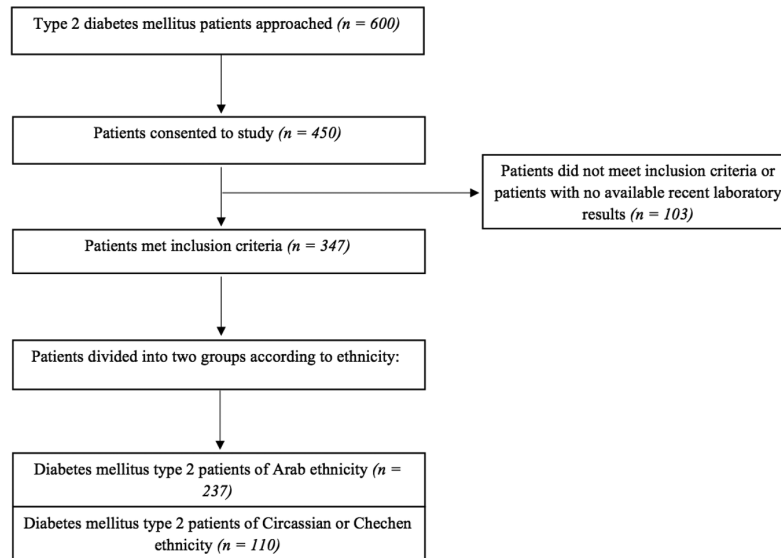 Type 2 diabetes mellitus patients approached (n = 600)
Patients consented to study (n = 450)
Patients did not meet inclusion criteria or
patients with no available recent laboratory
results (n = 103)
Patients met inclusion criteria (n = 347)
Patients divided into two groups according to ethnicity:
Diabetes mellitus type 2 patients of Arab ethnicity (n =
237)
Diabetes mellitus type 2 patients of Circassian or Chechen
ethnicity (n = 110)